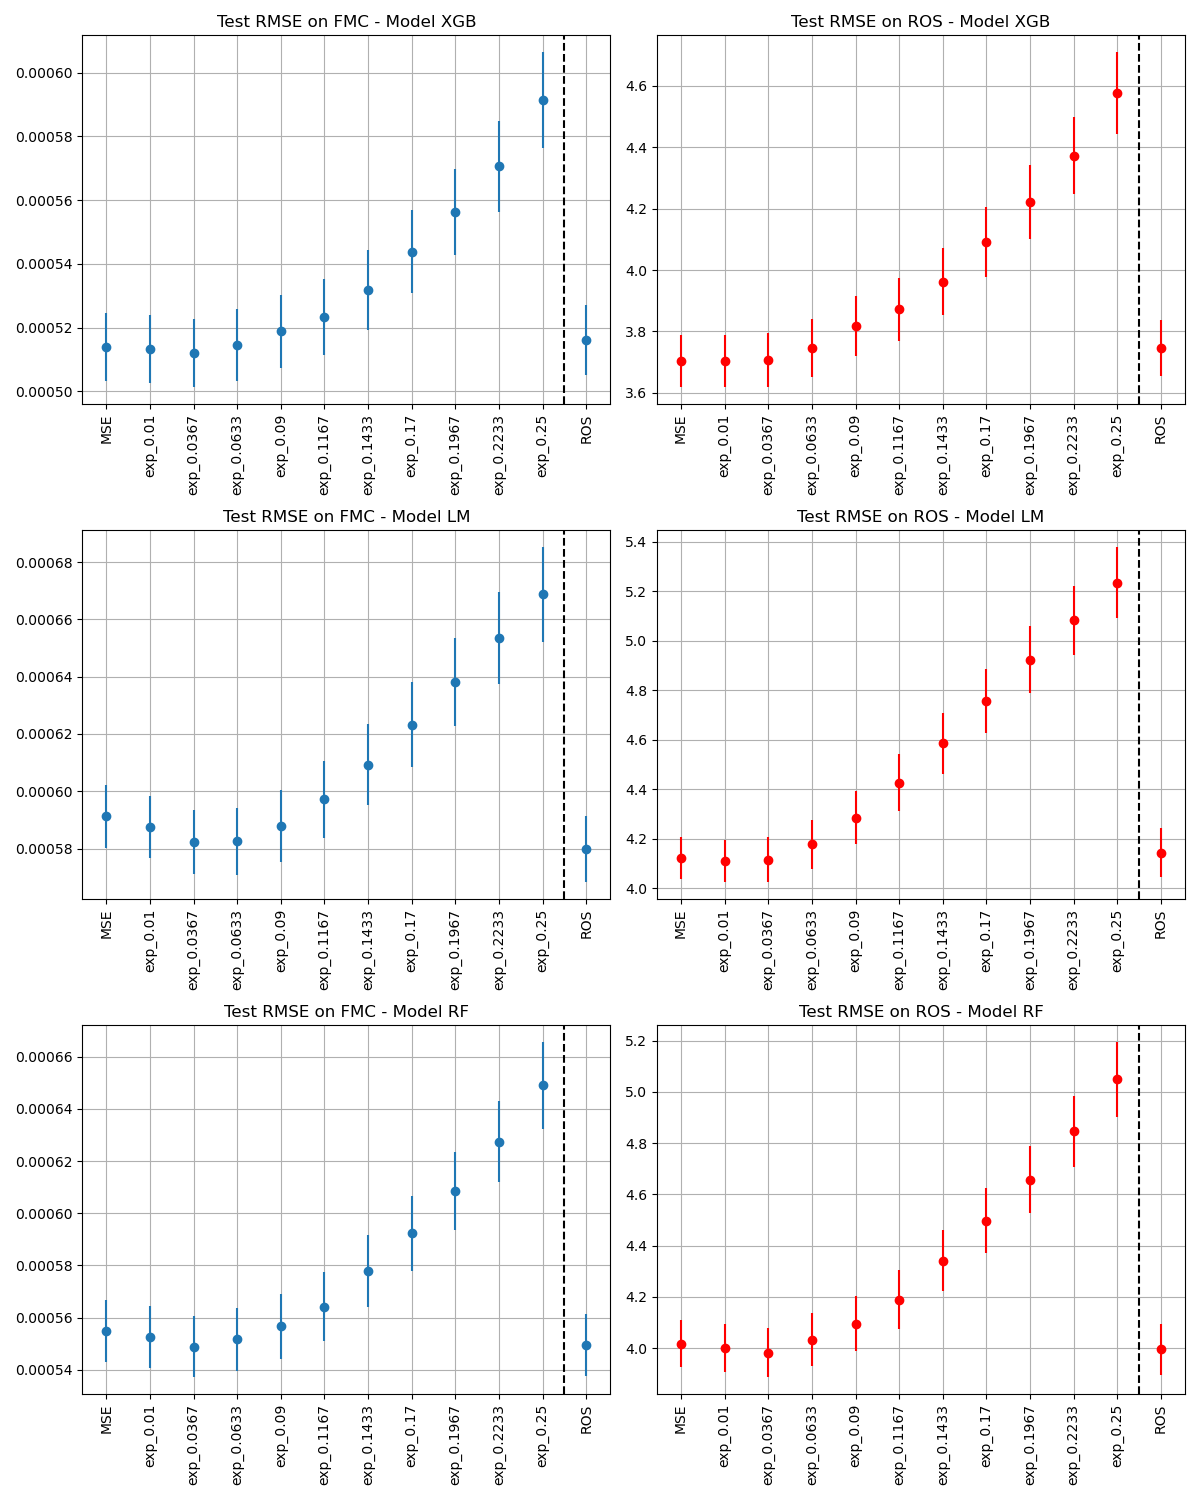 Test RMSE on FMC - Model XGB
0.00060
0.00058
0.00056
0.00054
0.00052
0.00050
MSE
exp_0.01
exp_0.0367
exp_0.0633
exp_0.09
exp_0.1167
exp_0.1433
exp_0.17
exp_0.1967
exp_0.2233
exp_0.25
ROS
Test RMSE on ROS - Model XGB
4.6
4.4
4.2
4.0
3.8
3.6
MSE
exp_0.01
exp_0.0367
exp_0.0633
exp_0.09
exp_0.1167
exp_0.1433
exp_0.17
exp_0.1967
exp_0.2233
exp_0.25
ROS
Test RMSE on FMC - Model LM
0.00068
0.00066
0.00064
0.00062
0.00060
0.00058
MSE
exp_0.01
exp_0.0367
exp_0.0633
exp_0.09
exp_0.1167
exp_0.1433
exp_0.17
exp_0.1967
exp_0.2233
exp_0.25
ROS
Test RMSE on ROS - Model LM
5.4
5.2
5.0
4.8
4.6
4.4
4.2
4.0
MSE
exp_0.01
exp_0.0367
exp_0.0633
exp_0.09
exp_0.1167
exp_0.1433
exp_0.17
exp_0.1967
exp_0.2233
exp_0.25
ROS
Test RMSE on FMC - Model RF
0.00066
0.00064
0.00062
0.00060
0.00058
0.00056
0.00054
MSE
exp_0.01
exp_0.0367
exp_0.0633
exp_0.09
exp_0.1167
exp_0.1433
exp_0.17
exp_0.1967
exp_0.2233
exp_0.25
ROS
Test RMSE on ROS - Model RF
5.2
5.0
4.8
4.6
4.4
4.2
4.0
MSE
exp_0.01
exp_0.0367
exp_0.0633
exp_0.09
exp_0.1167
exp_0.1433
exp_0.17
exp_0.1967
exp_0.2233
exp_0.25
ROS